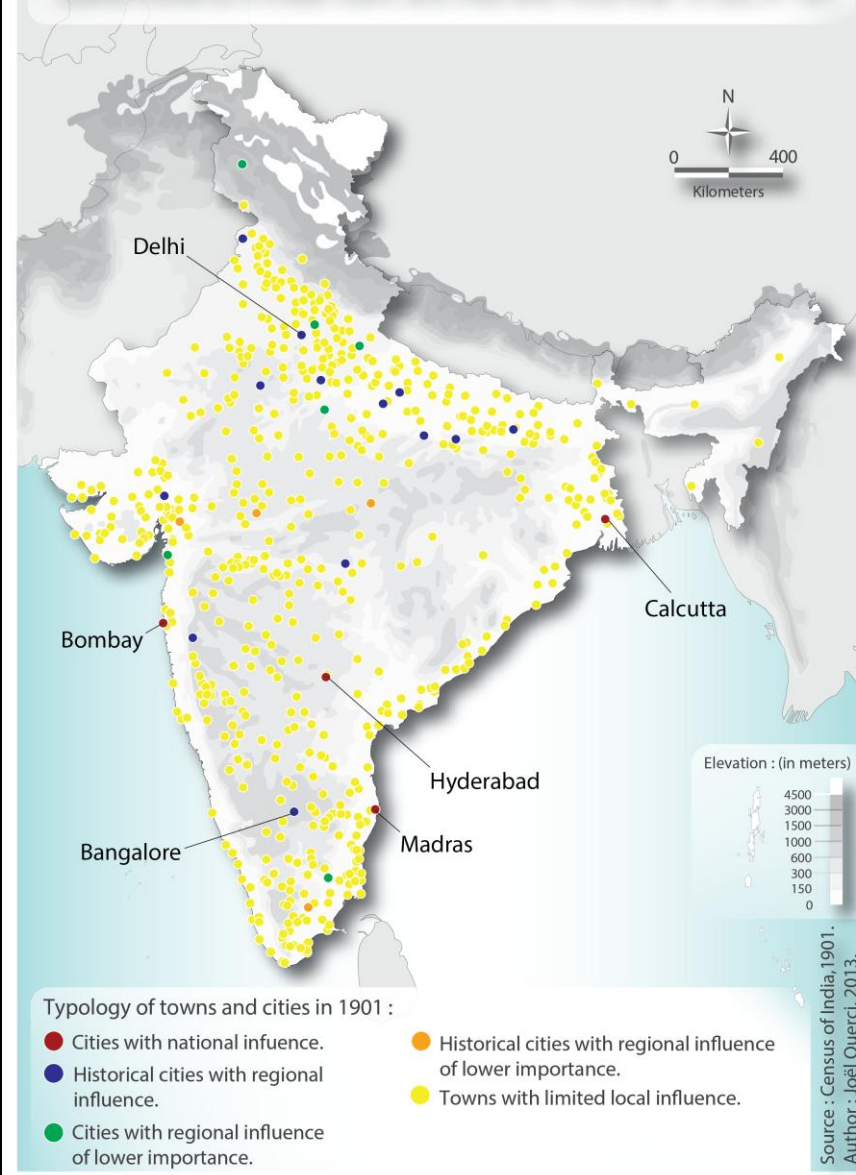 N
0 400
Kilometers
Delhi
Calcutta
Bombay
Hyderabad
Bangalore
Madras
Elevation : (in meters)
4500
3000
1500
1000
600
300
150
0
Source : Census of India,1901.
Author : Joël Querci, 2013.
Typology of towns and cities in 1901 :
Cities with national infuence.
Historical cities with regional
influence.
Cities with regional influence
of lower importance.
Historical cities with regional influence
of lower importance.
Towns with limited local influence.